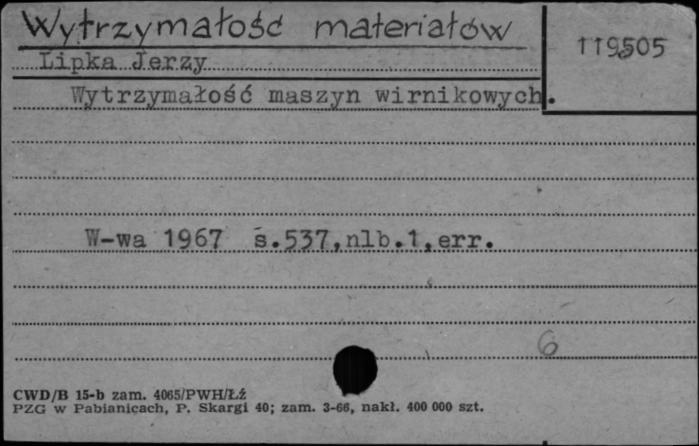 Wytrzymałość materiałów
119505
Lipka Jerzy
Wytrzymałość maszyn wirnikowych.
W-wa 1967 s.537,nlb.1,err.
6
CWD/B 15-b zam. 4065/PWH/Łź
PZG w Pabianicach, P. Skargi 40; zam. 3-66, nakł. 400 000 szt.